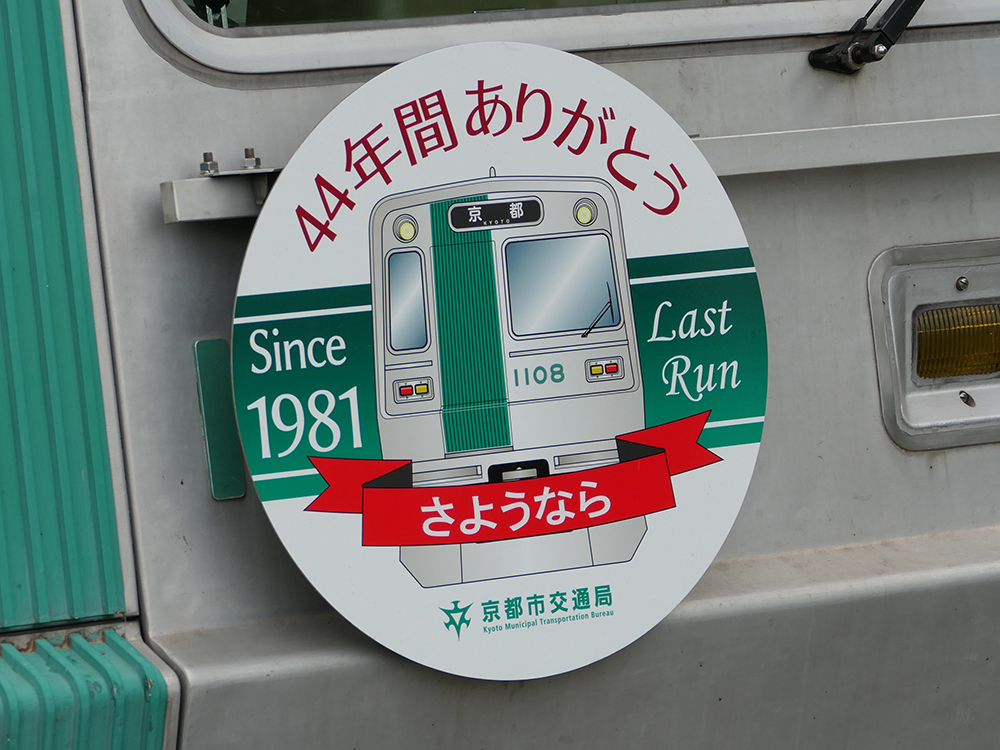 44年間ありがとう
京都
KYOTO
Since
1981
Last
Run
1108
さようなら
京都市交通局
Kyoto Municipal Transportation Bureau